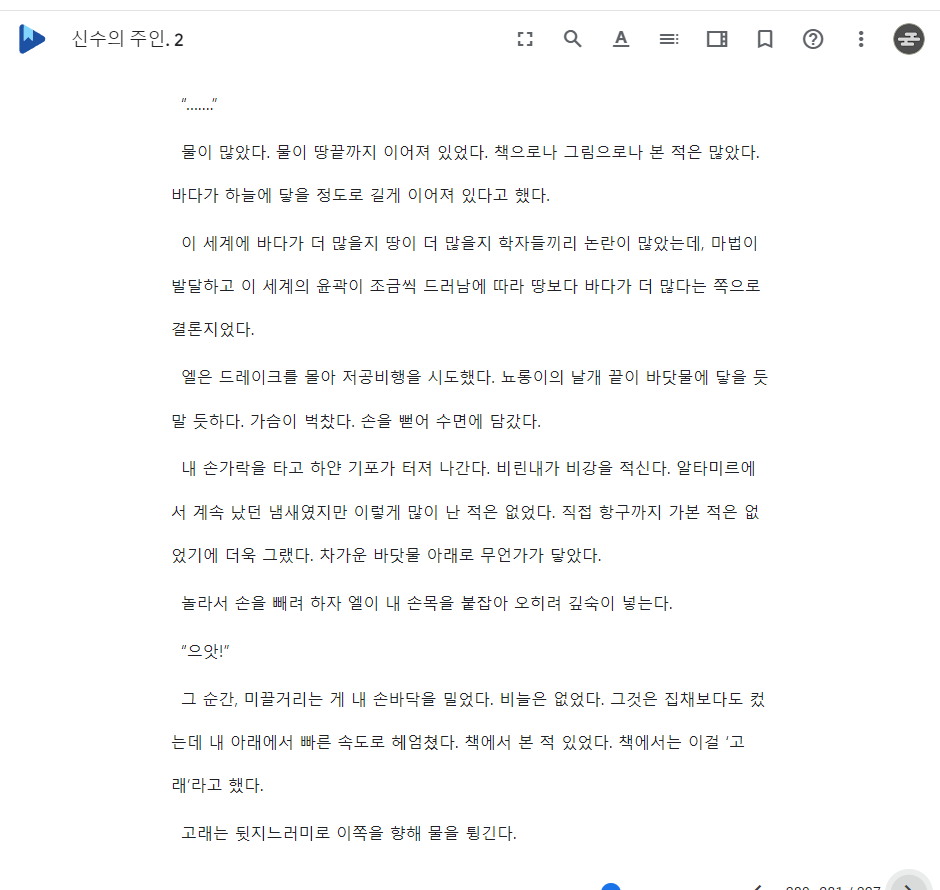 신수의 주인. 2
"……."
물이 많았다. 물이 땅끝까지 이어져 있었다. 책으로나 그림으로나 본 적은 많았다.
바다가 하늘에 닿을 정도로 길게 이어져 있다고 했다.
이 세계에 바다가 더 많을지 땅이 더 많을지 학자들끼리 논란이 많았는데, 마법이
발달하고 이 세계의 윤곽이 조금씩 드러남에 따라 땅보다 바다가 더 많다는 쪽으로
결론지었다.
엘은 드레이크를 몰아 저공비행을 시도했다. 뇨롱이의 날개 끝이 바닷물에 닿을 듯
말 듯하다. 가슴이 벅찼다. 손을 뻗어 수면에 담갔다.
내 손가락을 타고 하얀 기포가 터져 나간다. 비린내가 비강을 적신다. 알타미르에
서 계속 났던 냄새였지만 이렇게 많이 난 적은 없었다. 직접 항구까지 가본 적은 없
었기에 더욱 그랬다. 차가운 바닷물 아래로 무언가가 닿았다.
놀라서 손을 빼려 하자 엘이 내 손목을 붙잡아 오히려 깊숙이 넣는다.
"으앗!"
그 순간, 미끌거리는 게 내 손바닥을 밀었다. 비늘은 없었다. 그것은 집채보다도 컸
는데 내 아래에서 빠른 속도로 헤엄쳤다. 책에서 본 적 있었다. 책에서는 이걸 '고
래'라고 했다.
고래는 뒷지느러미로 이쪽을 향해 물을 튕긴다.